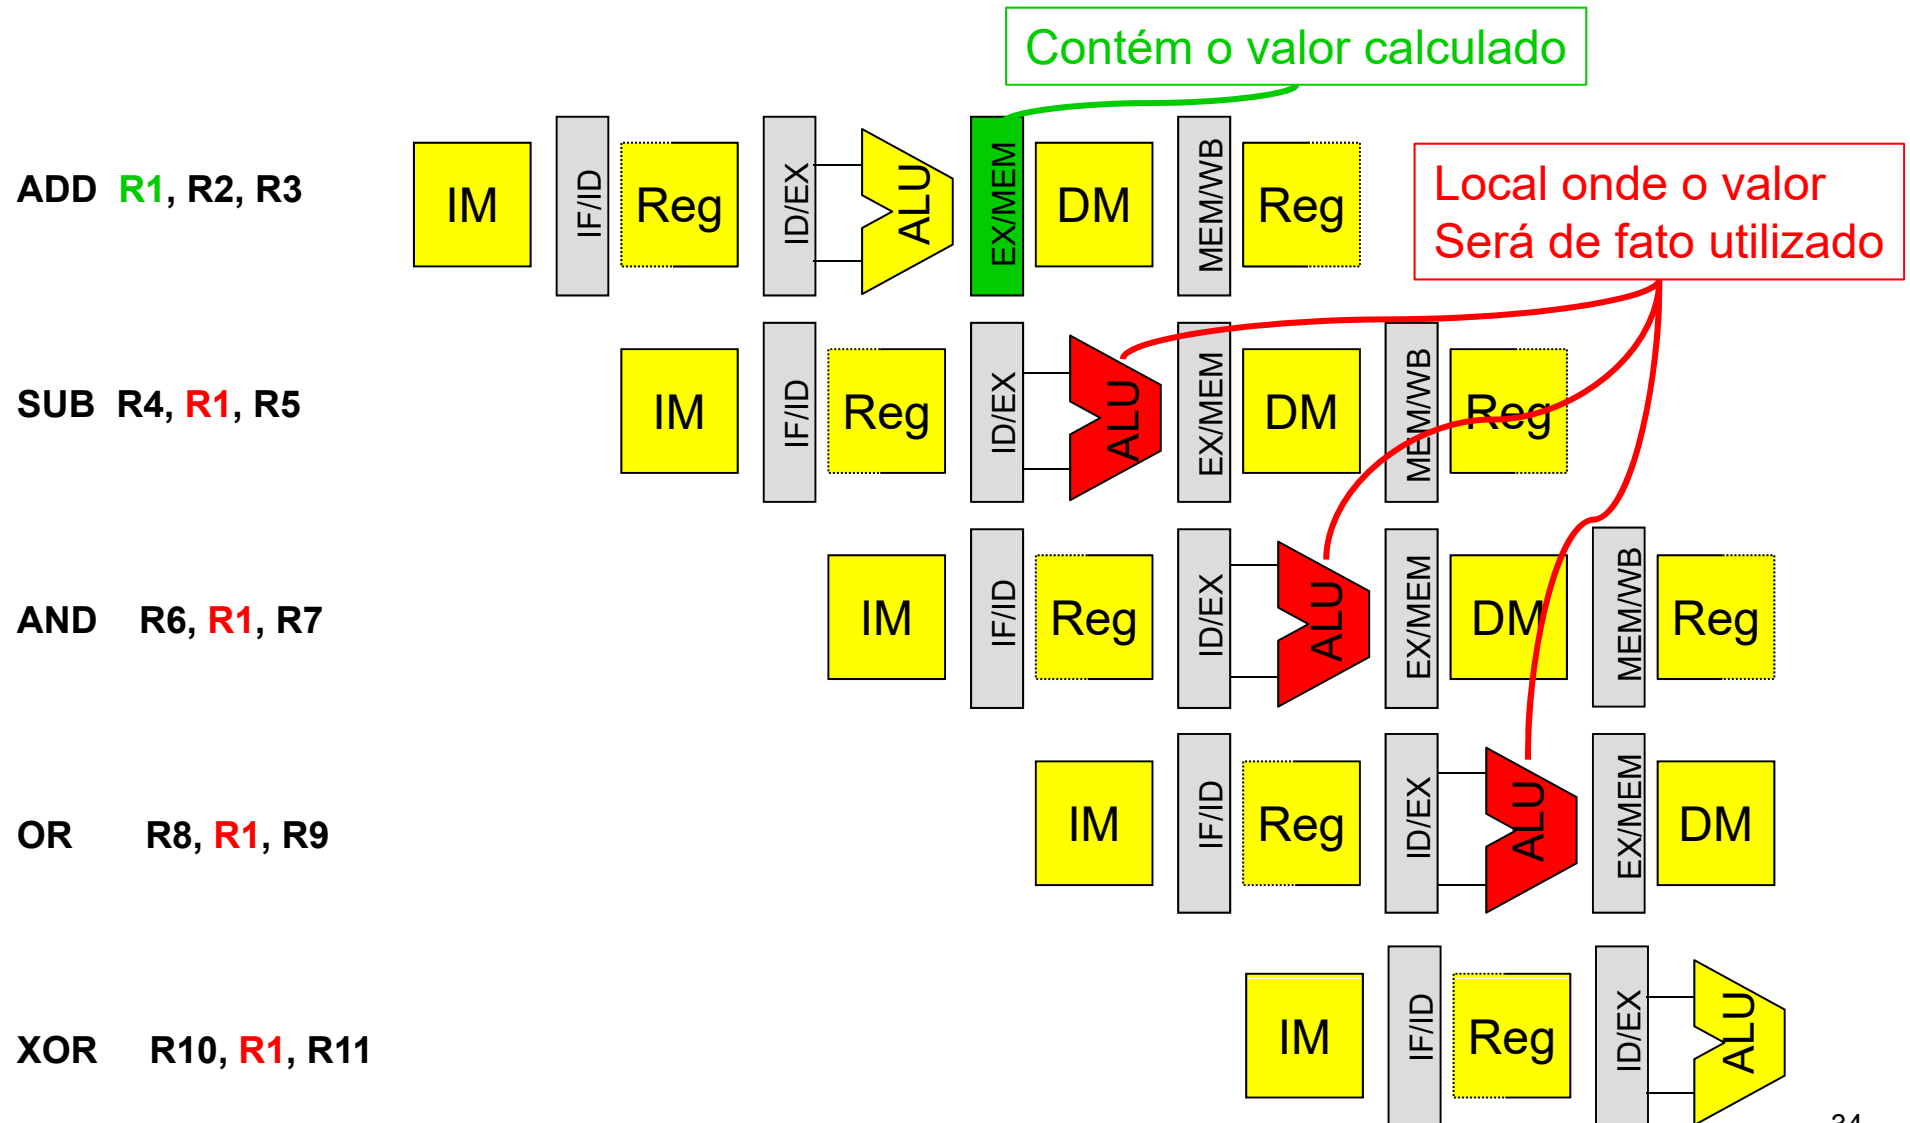 Contém o valor calculado
ADD R1, R2, R3
IM IF/ID Reg ID/EX ALU EX/MEM DM MEM/WB Reg
Local onde o valor
Será de fato utilizado
SUB R4, R1, R5
IM IF/ID Reg ID/EX ALU EX/MEM DM MEM/WB Reg
AND R6, R1, R7
IM IF/ID Reg ID/EX ALU EX/MEM DM MEM/WB Reg
OR R8, R1, R9
IM IF/ID Reg ID/EX ALU EX/MEM DM
XOR R10, R1, R11
IM IF/ID Reg ID/EX ALU
34